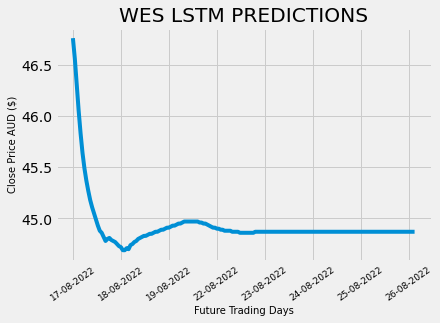 WES LSTM PREDICTIONS
46.5
46.0
45.5
45.0
Close Price AUD ($)
17-08-2022 18-08-2022 19-08-2022 22-08-2022 23-08-2022 24-08-2022 25-08-2022 26-08-2022
Future Trading Days